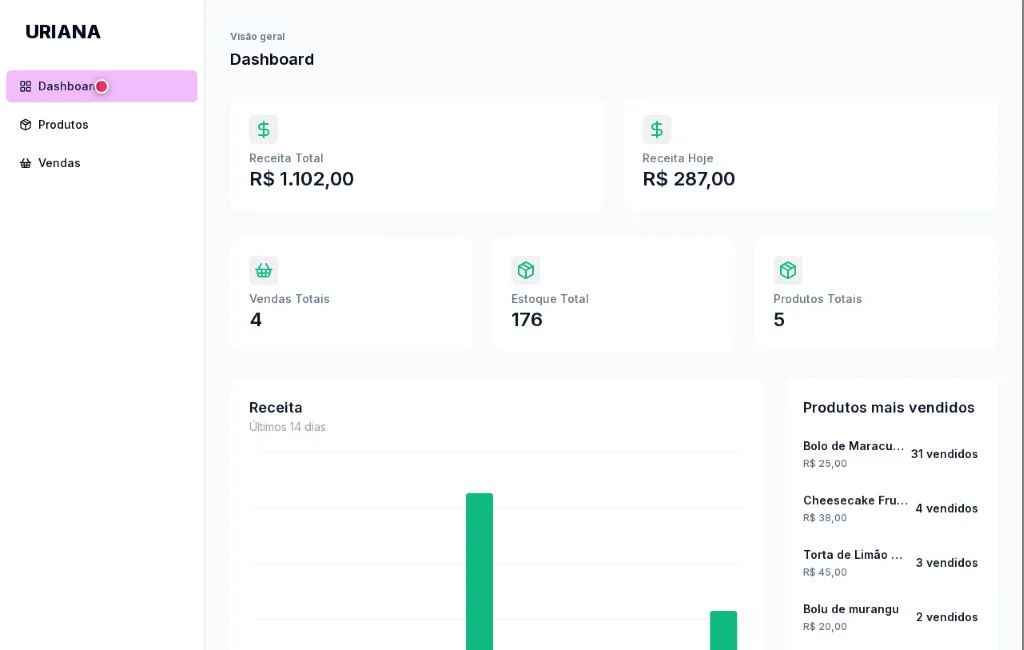 URIANA
Dashboard
Produtos
Vendas
Visão geral
Dashboard
Receita Total
R$ 1.102,00
Receita Hoje
R$ 287,00
Vendas Totais
4
Estoque Total
176
Produtos Totais
5
Receita
Últimos 14 dias
Produtos mais vendidos
Bolo de Maracu... 31 vendidos
R$ 25,00
Cheesecake Fru... 4 vendidos
R$ 38,00
Torta de Limão ... 3 vendidos
R$ 45,00
Bolu de murangu 2 vendidos
R$ 20,00